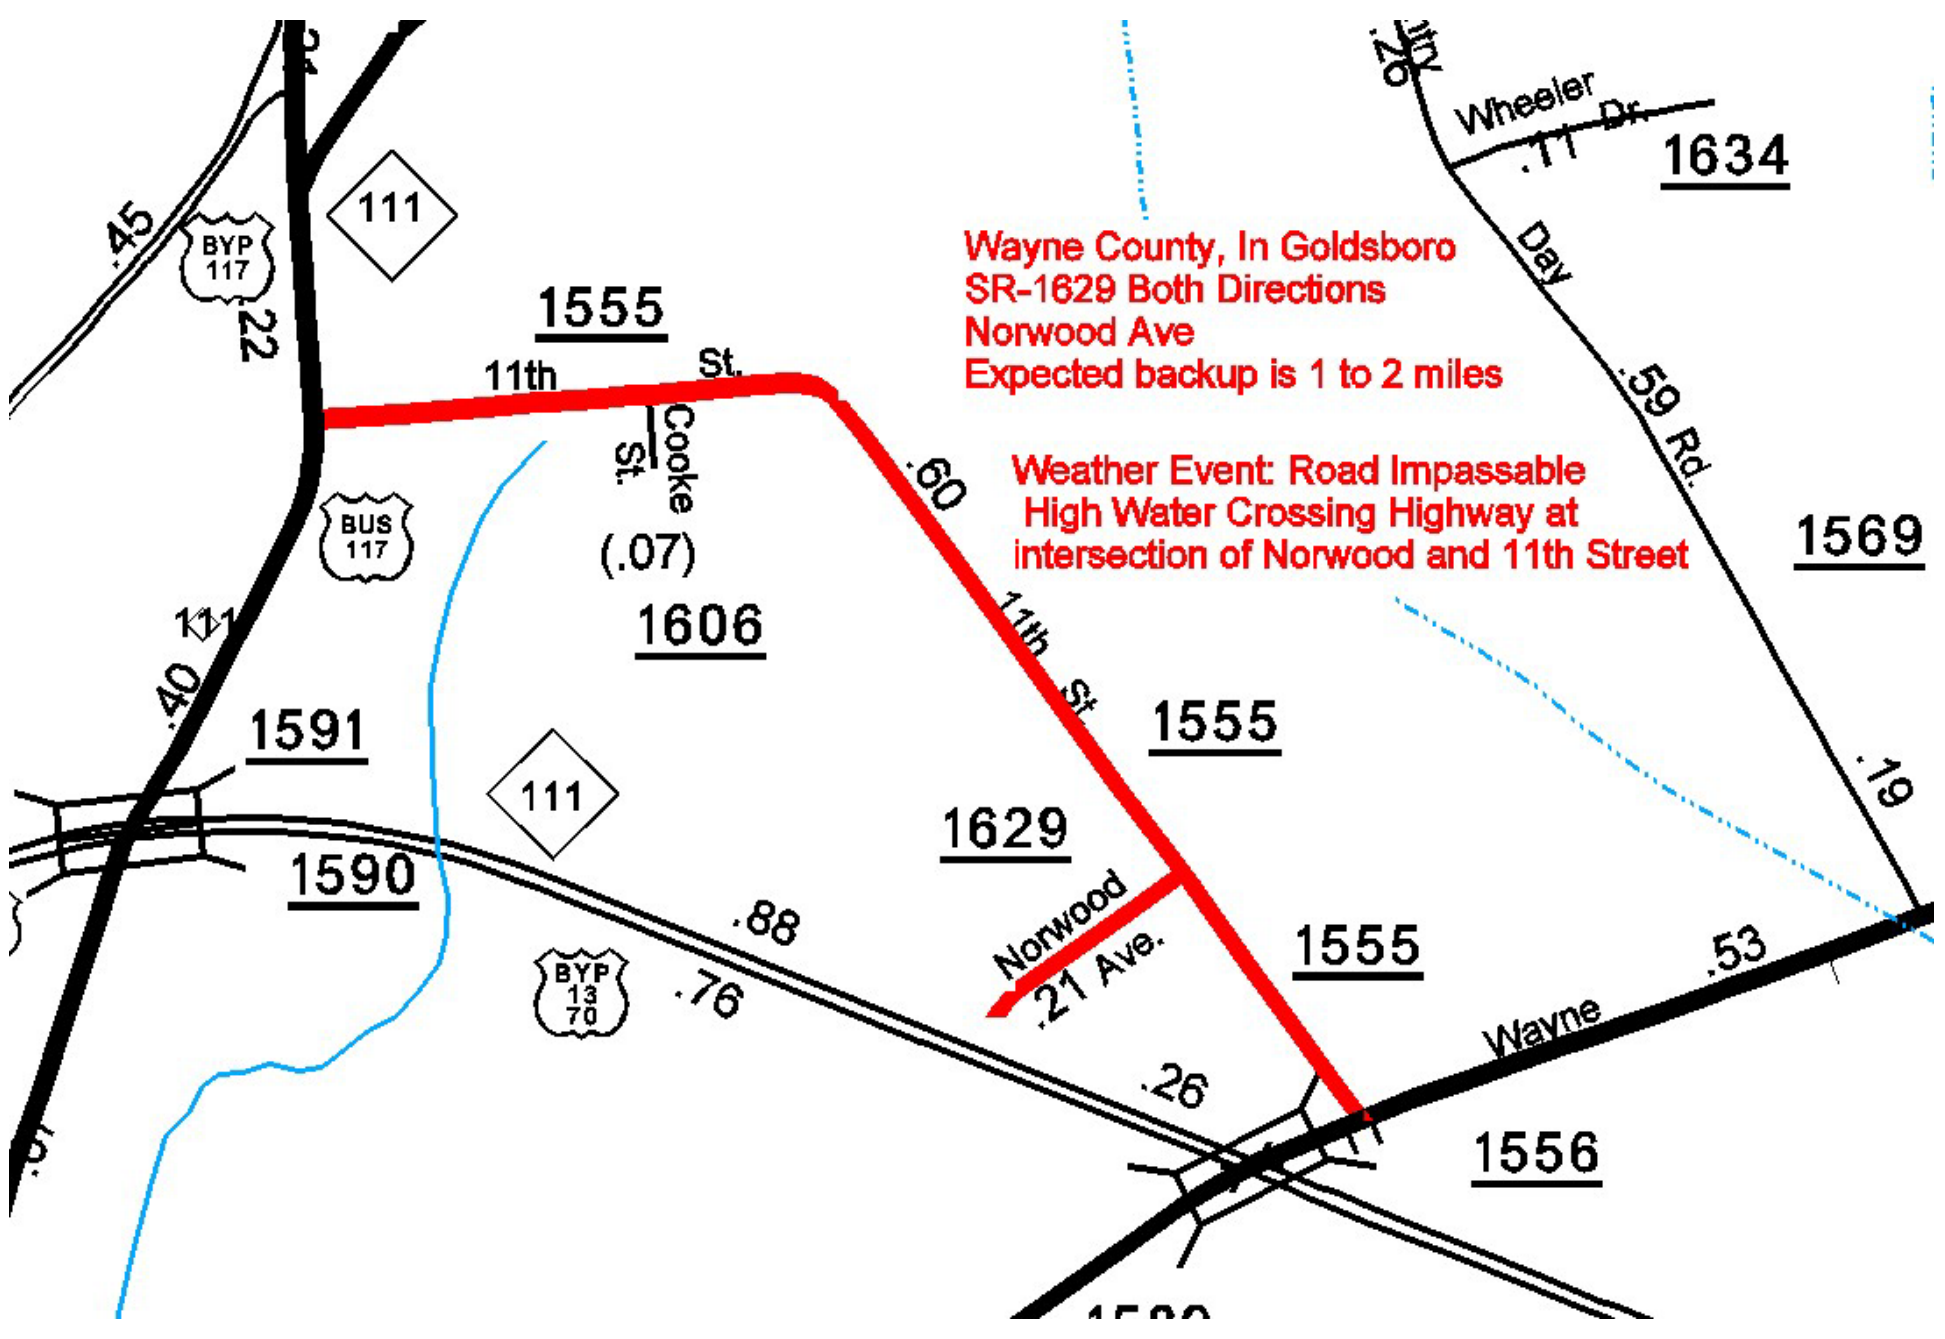 .26
Wheeler Dr.
.11
1634
111
.45
BYP
117
.22
Wayne County, In Goldsboro
SR-1629 Both Directions
Norwood Ave
Expected backup is 1 to 2 miles
Day Rd.
1555
11th St.
.59
Cooke
St.
(.07)
.60
Weather Event: Road Impassable
High Water Crossing Highway at
intersection of Norwood and 11th Street
BUS
117
1569
111
1606
11th St.
.40
1591
1555
111
.19
1629
1590
Norwood Ave.
.21
.88
.76
1555
.53
BYP
13
70
Wayne
.26
1556